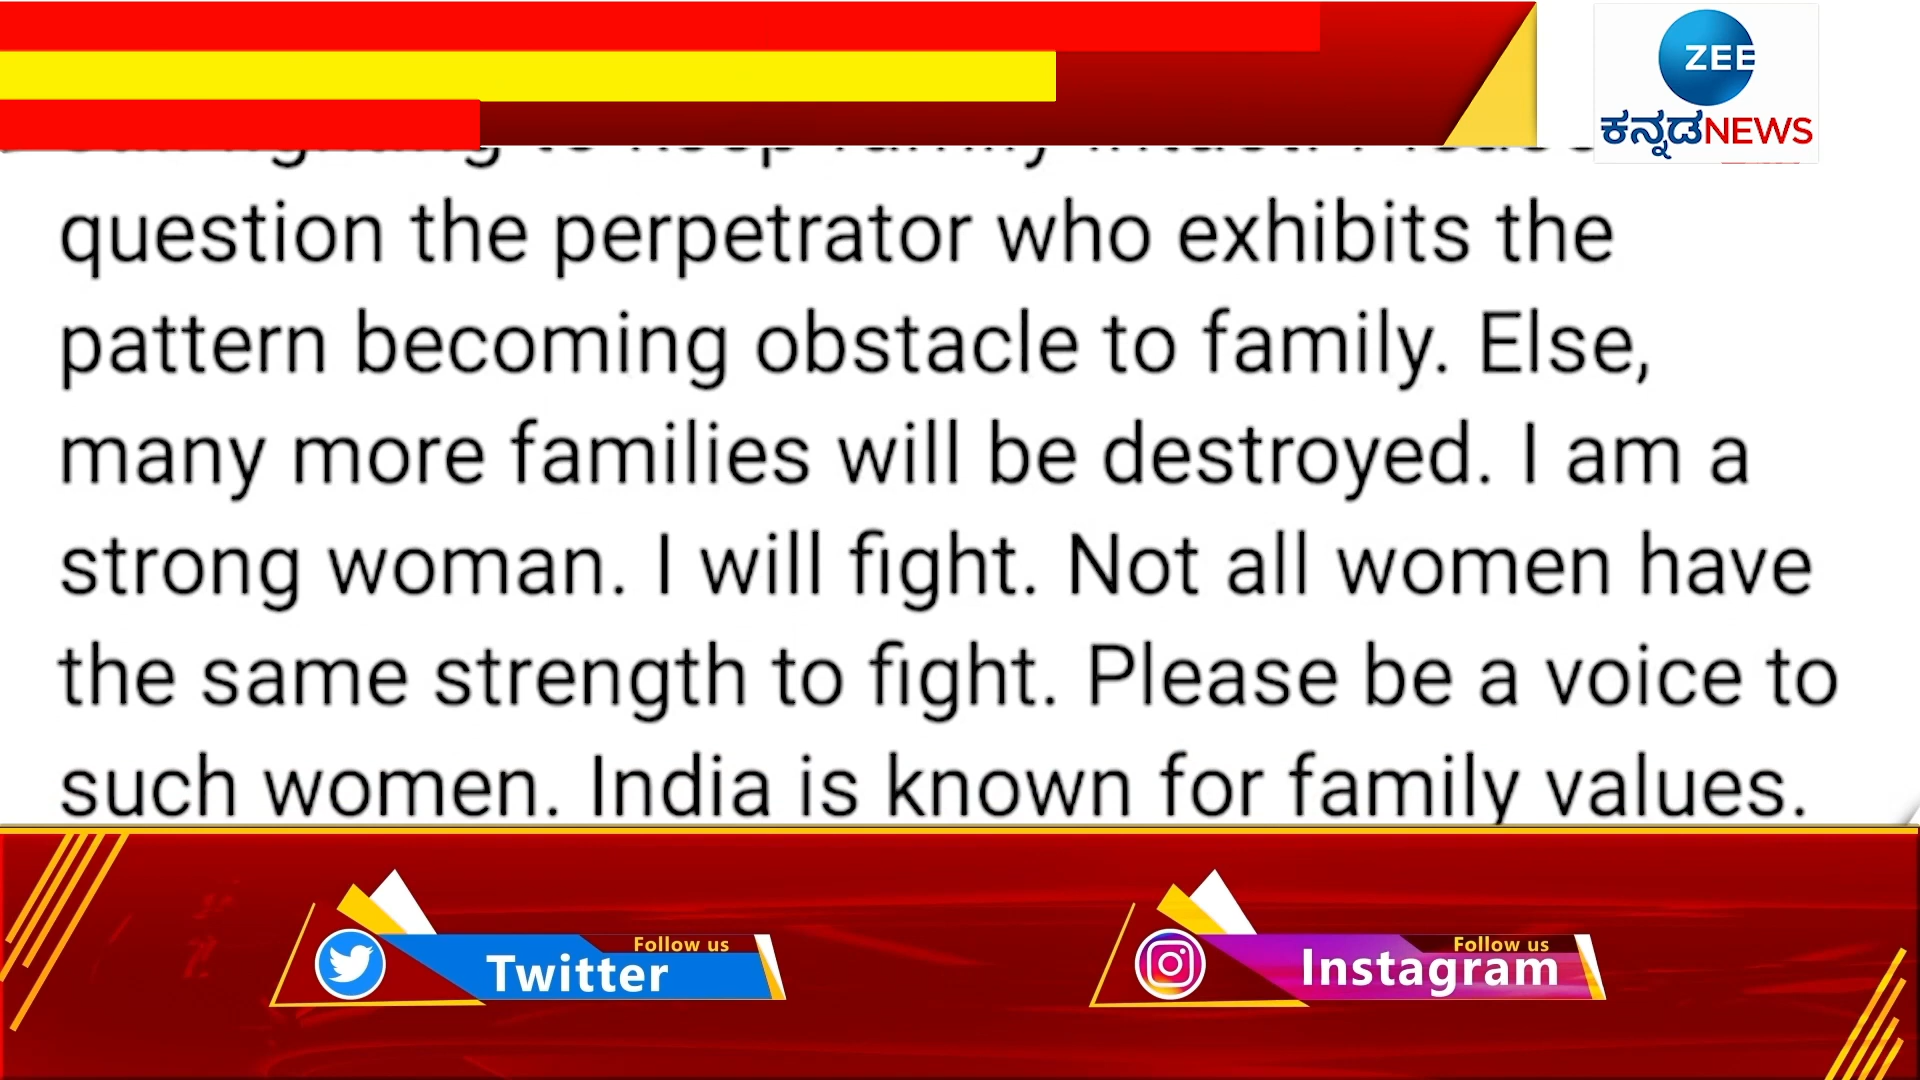 ZEE
ಕನ್ನಡNEWS
question the perpetrator who exhibits the
pattern becoming obstacle to family. Else,
many more families will be destroyed. I am a
strong woman. I will fight. Not all women have
the same strength to fight. Please be a voice to
such women. India is known for family values.
Follow us
Twitter
Follow us
Instagram